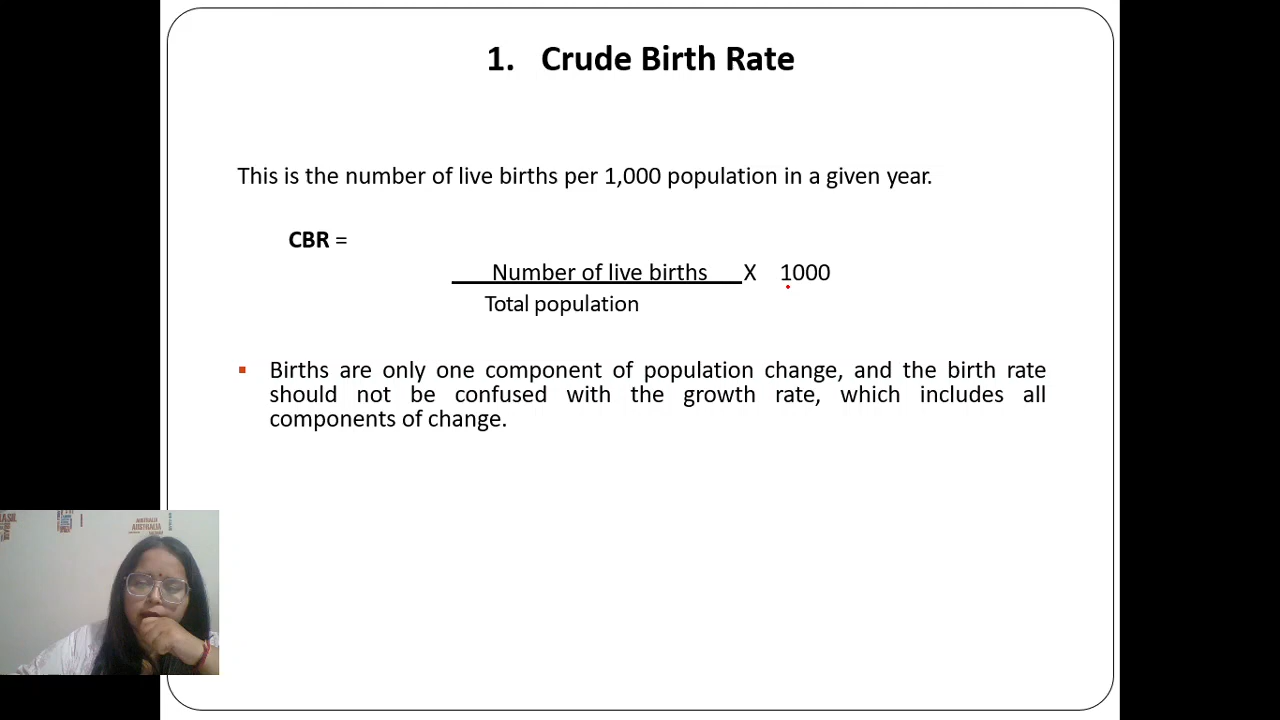 1. Crude Birth Rate
This is the number of live births per 1,000 population in a given year.
CBR =
Number of live births X 1000
Total population
Births are only one component of population change, and the birth rate
should not be confused with the growth rate, which includes all
components of change.
AUSTRALIA